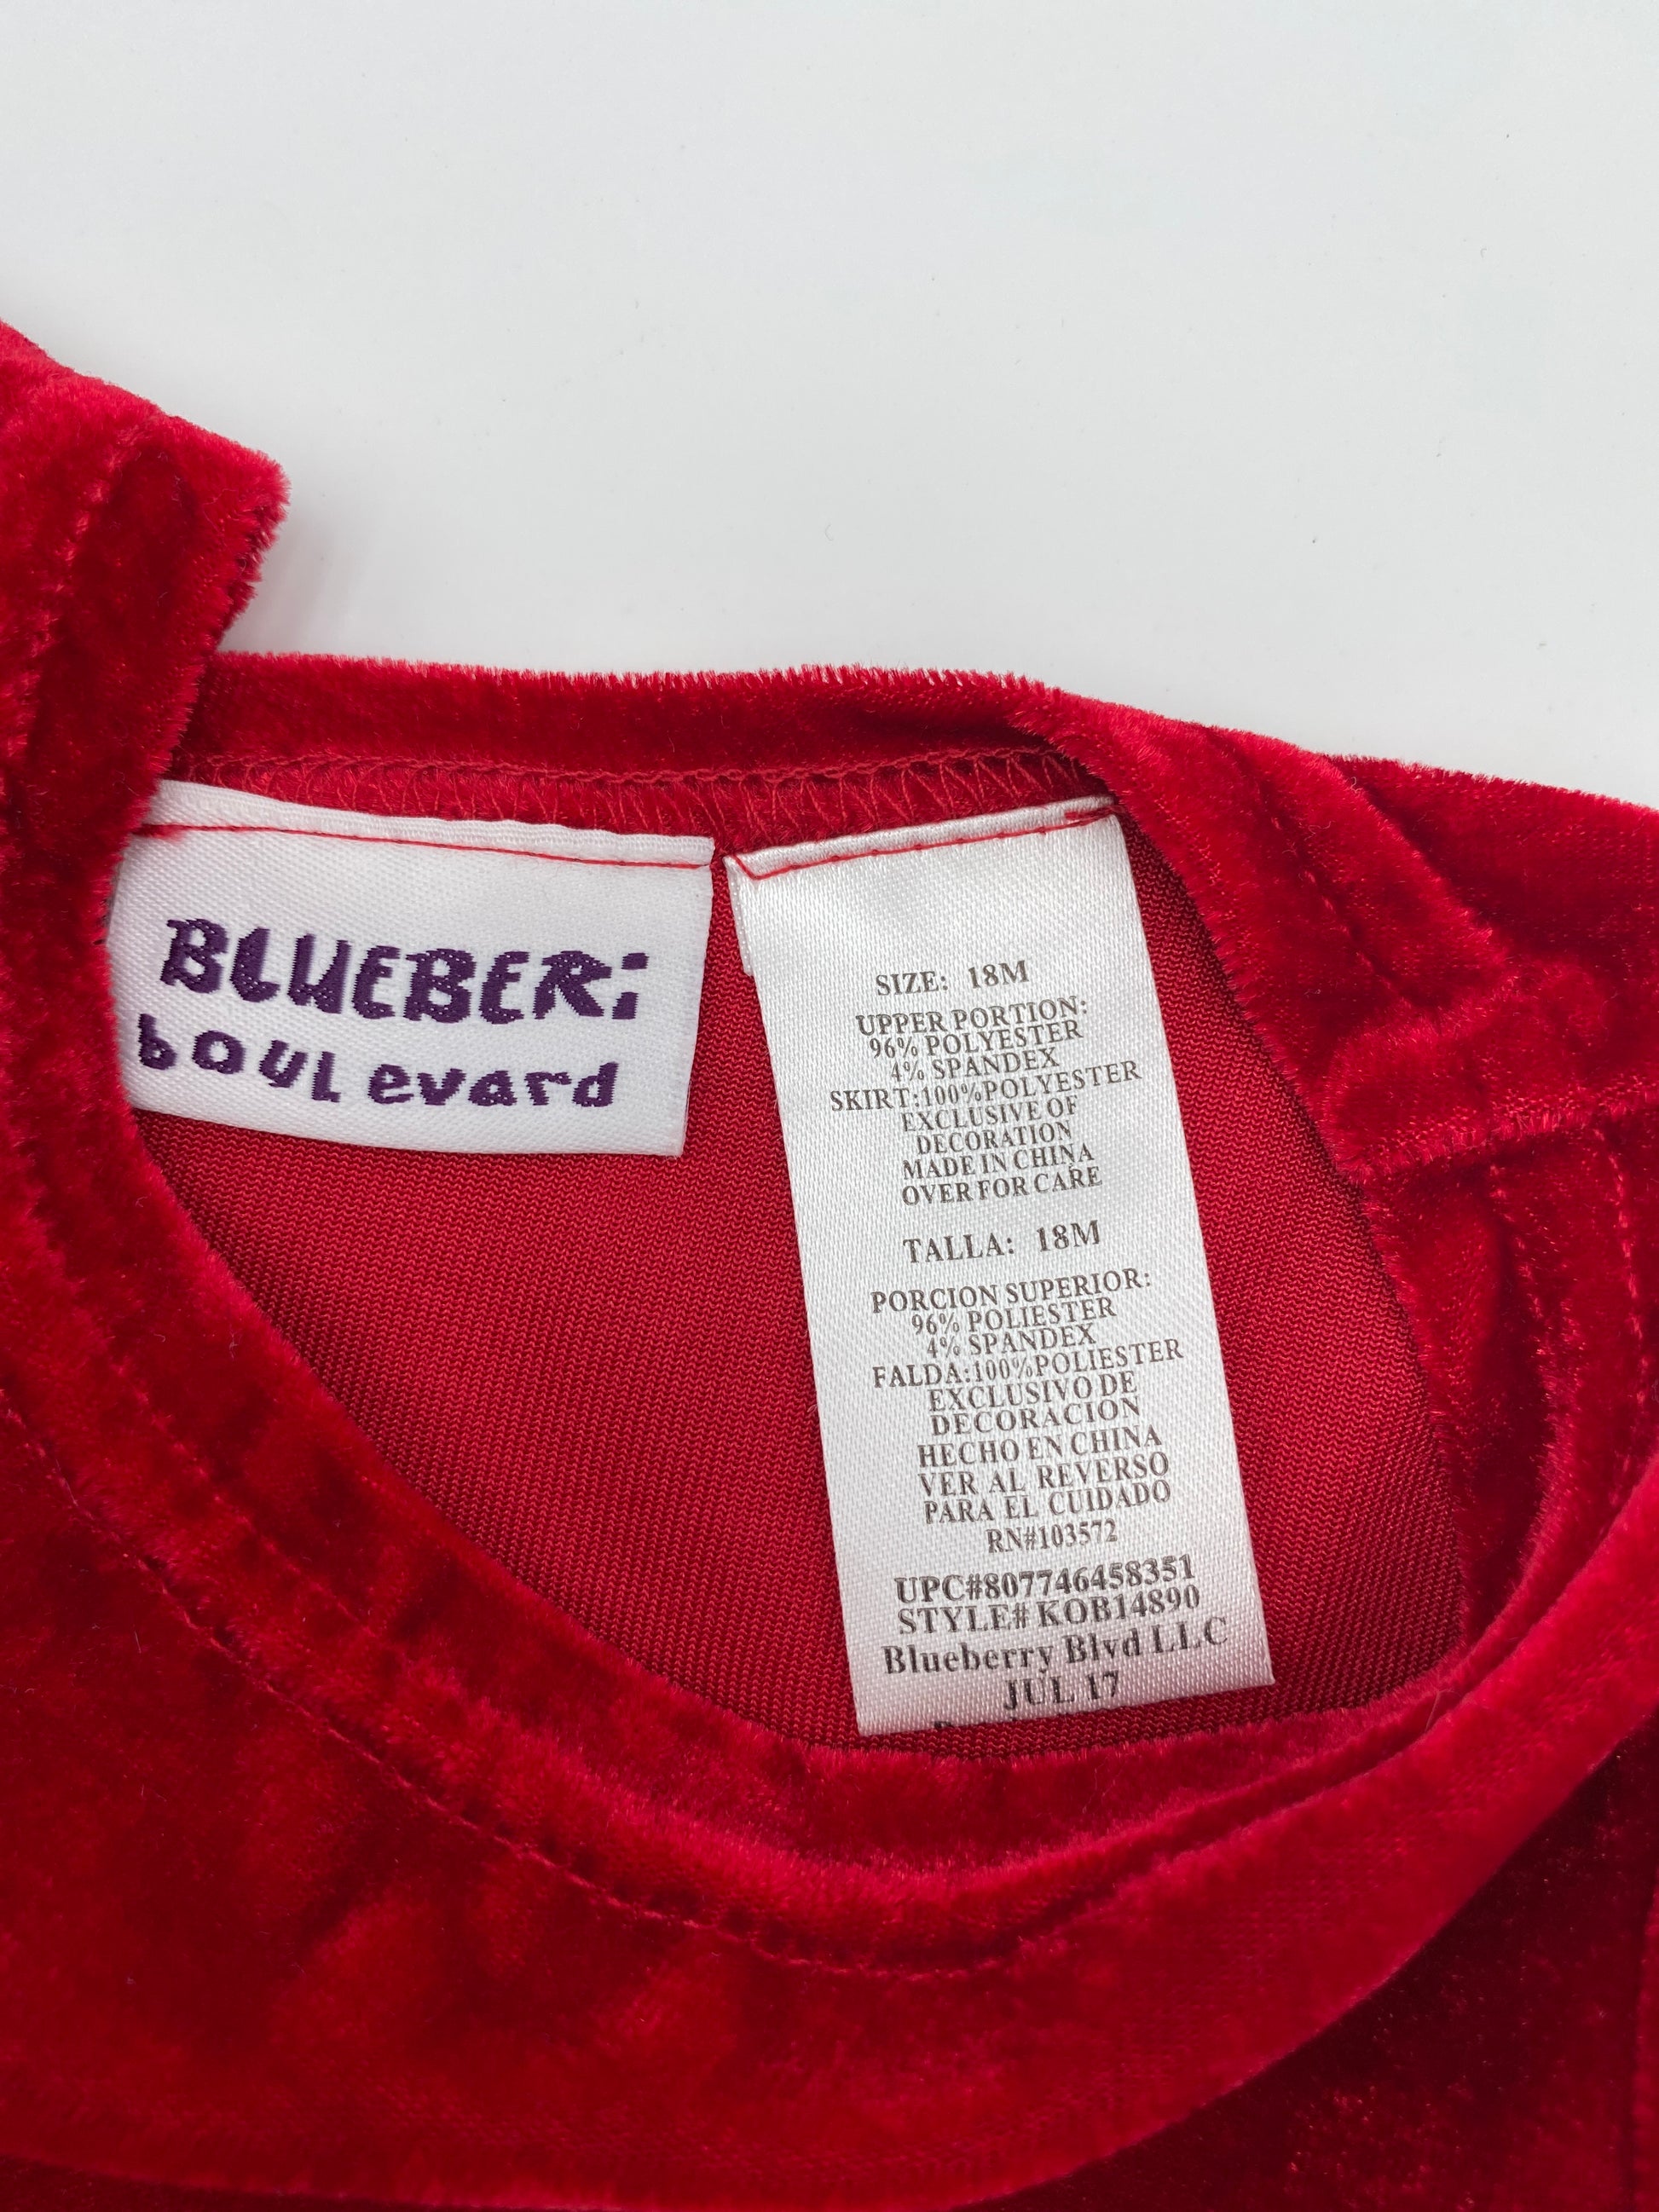 BLUEBERi
boulevard
SIZE: 18M
UPPER PORTION:
96% POLYESTER
4% SPANDEX
SKIRT:100%POLYESTER
EXCLUSIVE OF
DECORATION
MADE IN CHINA
OVER FOR CARE
TALLA: 18M
PORCION SUPERIOR:
96% POLIESTER
4% SPANDEX
FALDA:100%POLIESTER
EXCLUSIVO DE
DECORACION
HECHO EN CHINA
VER AL REVERSO
PARA EL CUIDADO
RN#103572
UPC#807746458351
STYLE# KOB14890
Blueberry Blvd LLC
JUL 17